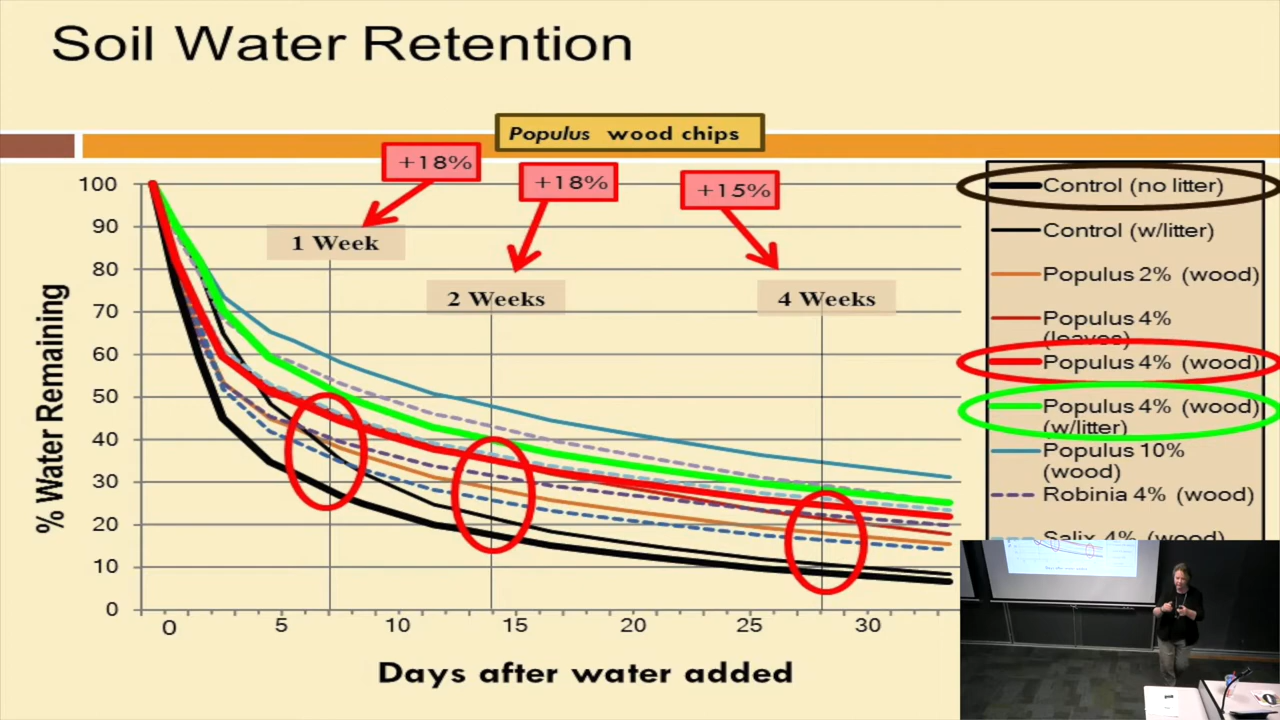 Soil Water Retention
Populus wood chips
+18%
+18%
+15%
1 Week
2 Weeks
4 Weeks
% Water Remaining
100
90
80
70
60
50
40
30
20
10
0
0 5 10 15 20 25 30
Days after water added
Control (no litter)
Control (w/litter)
Populus 2% (wood)
Populus 4%
(leaves)
Populus 4% (wood)
Populus 4% (wood)
(w/litter)
Populus 10%
(wood)
Robinia 4% (wood)
Salix 4% (wood)